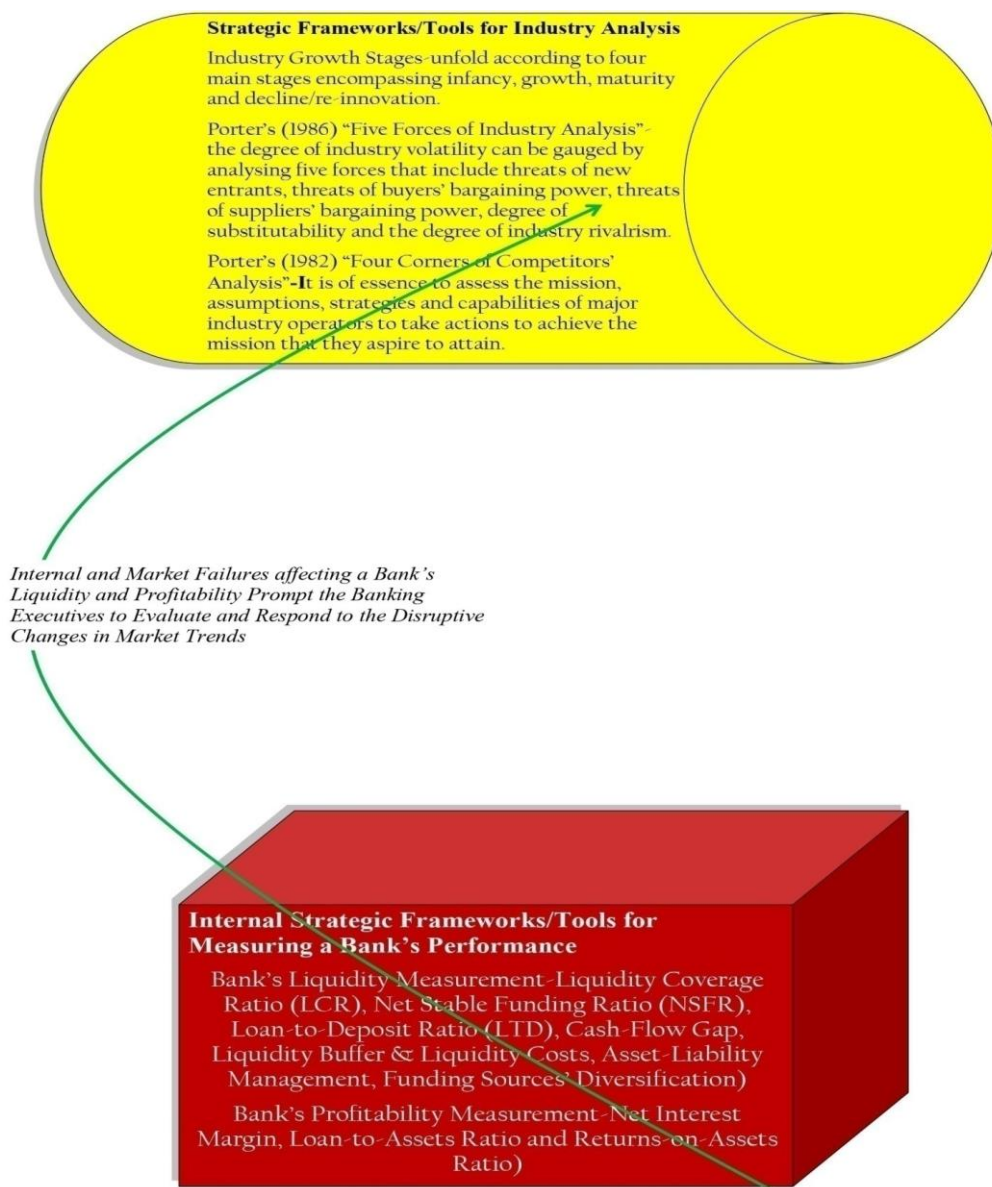 Strategic Frameworks/Tools for Industry Analysis
Industry Growth Stages-unfold according to four
main stages encompassing infancy, growth, maturity
and decline/re-innovation.
Porter's (1986) "Five Forces of Industry Analysis"-
the degree of industry volatility can be gauged by
analysing five forces that include threats of new
entrants, threats of buyers' bargaining power, threats
of suppliers' bargaining power, degree of
substitutability and the degree of industry rivalrism.
Porter's (1982) "Four Corners of Competitors'
Analysis"-It is of essence to assess the mission,
assumptions, strategies and capabilities of major
industry operators to take actions to achieve the
mission that they aspire to attain.
Internal and Market Failures affecting a Bank's
Liquidity and Profitability Prompt the Banking
Executives to Evaluate and Respond to the Disruptive
Changes in Market Trends
Internal Strategic Frameworks/Tools for
Measuring a Bank's Performance
Bank's Liquidity Measurement-Liquidity Coverage
Ratio (LCR), Net Stable Funding Ratio (NSFR),
Loan-to-Deposit Ratio (LTD), Cash-Flow Gap,
Liquidity Buffer & Liquidity Costs, Asset-Liability
Management, Funding Sources' Diversification)
Bank's Profitability Measurement-Net Interest
Margin, Loan-to-Assets Ratio and Returns-on-Assets
Ratio)